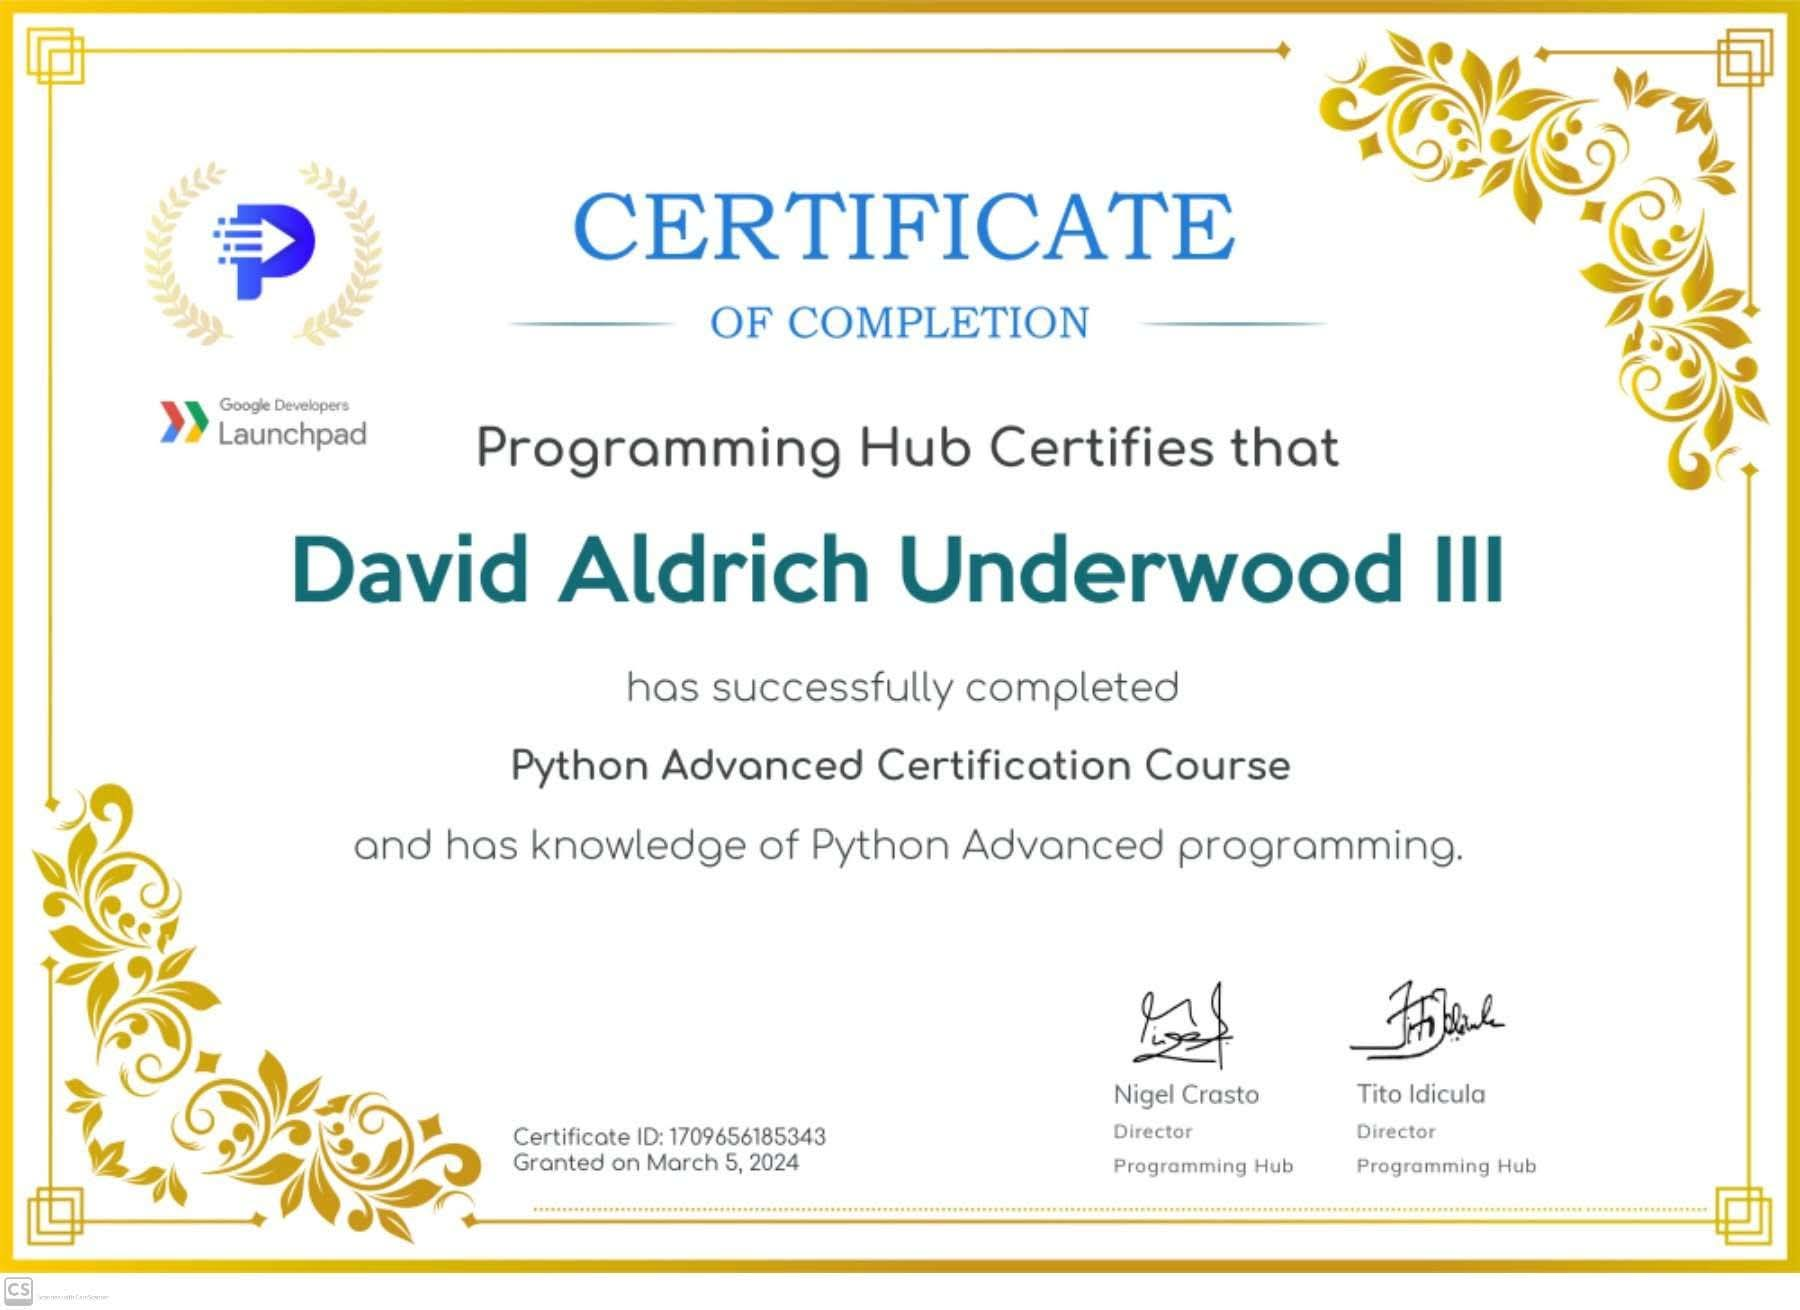 CERTIFICATE
OF COMPLETION
Google Developers
Launchpad
Programming Hub Certifies that
David Aldrich Underwood III
has successfully completed
Python Advanced Certification Course
and has knowledge of Python Advanced programming.
Nigel Crasto
Director
Programming Hub
Tito Idicula
Director
Programming Hub
Certificate ID: 1709656185343
Granted on March 5, 2024
CS